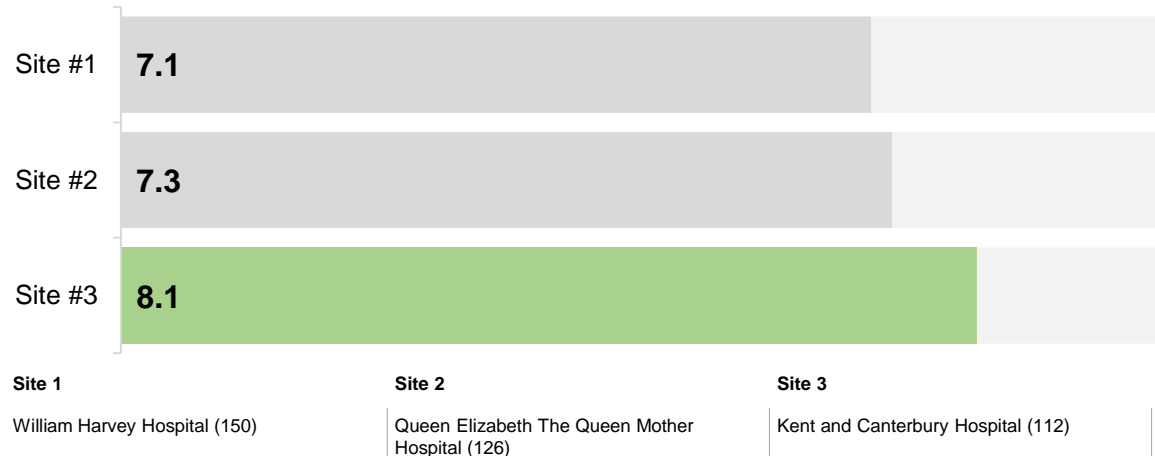 Site #1
7.1
Site #2
7.3
Site #3
8.1
Site 1
Site 2
Site 3
William Harvey Hospital (150)
Queen Elizabeth The Queen Mother
Hospital (126)
Kent and Canterbury Hospital (112)